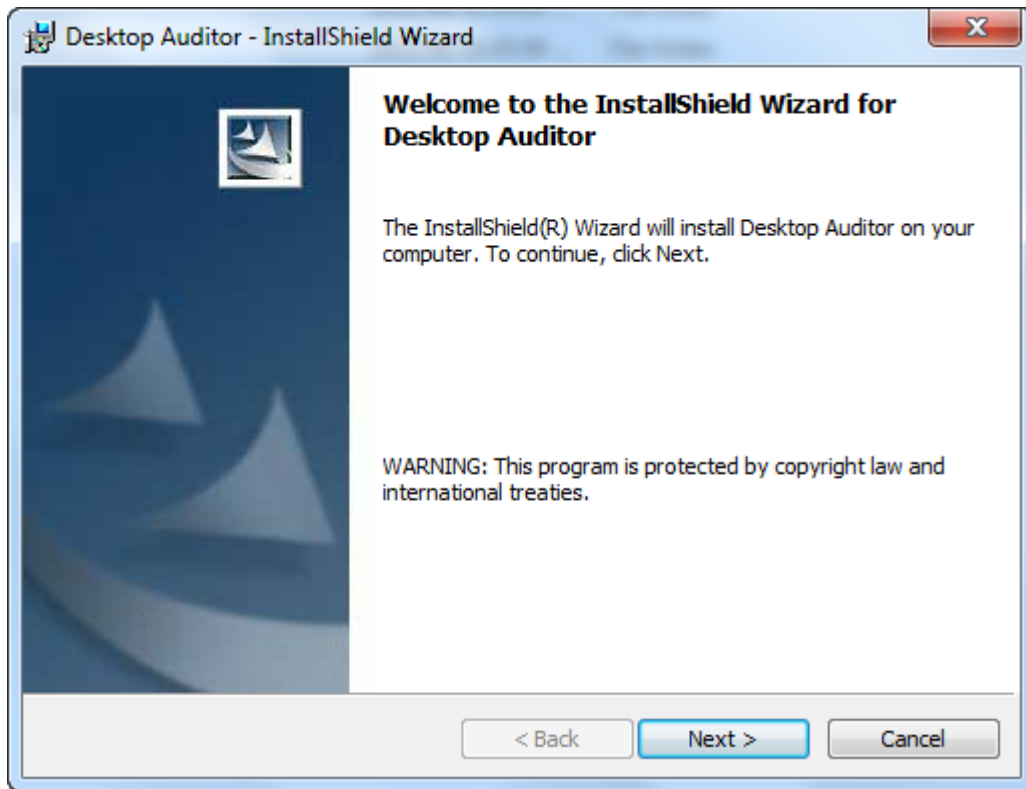 Desktop Auditor - InstallShield Wizard
Welcome to the InstallShield Wizard for
Desktop Auditor
The InstallShield(R) Wizard will install Desktop Auditor on your
computer. To continue, click Next.
WARNING: This program is protected by copyright law and
international treaties.
< Back
Next >
Cancel